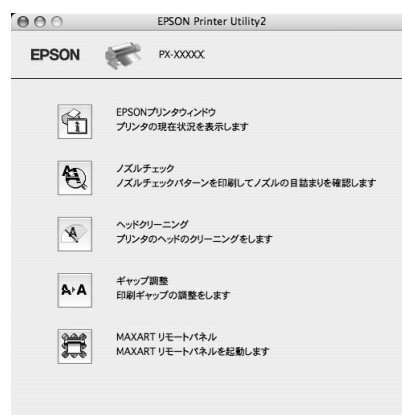 EPSON Printer Utility2
EPSON PX-XXXXX
EPSONプリンタウィンドウ
プリンタの現在状況を表示します
ノズルチェック
ノズルチェックパターンを印刷してノズルの目詰まりを確認します
ヘッドクリーニング
プリンタのヘッドのクリーニングをします
ギャップ調整
印刷ギャップの調整をします
MAXART リモートパネル
MAXART リモートパネルを起動します